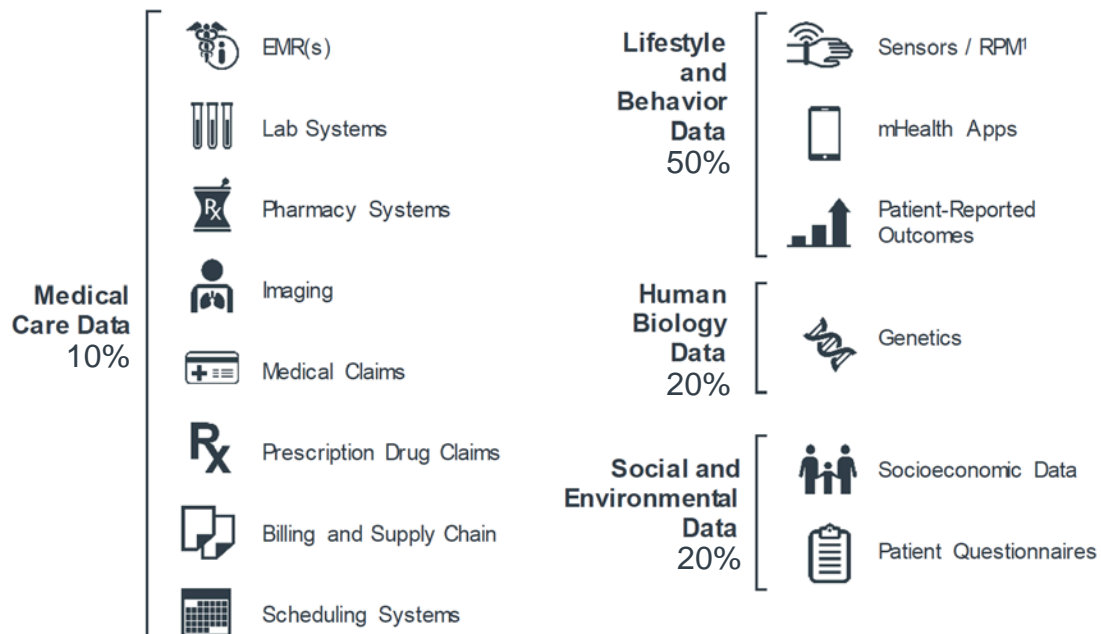 Medical
Care Data
10%
EMR(s)
Lab Systems
Pharmacy Systems
Rx
Imaging
Medical Claims
Rx
Prescription Drug Claims
Billing and Supply Chain
Scheduling Systems
Lifestyle
and
Behavior
Data
50%
Sensors / RPM¹
mHealth Apps
Patient-Reported
Outcomes
Human
Biology
Data
20%
Genetics
Social and
Environmental
Data
20%
Socioeconomic Data
Patient Questionnaires